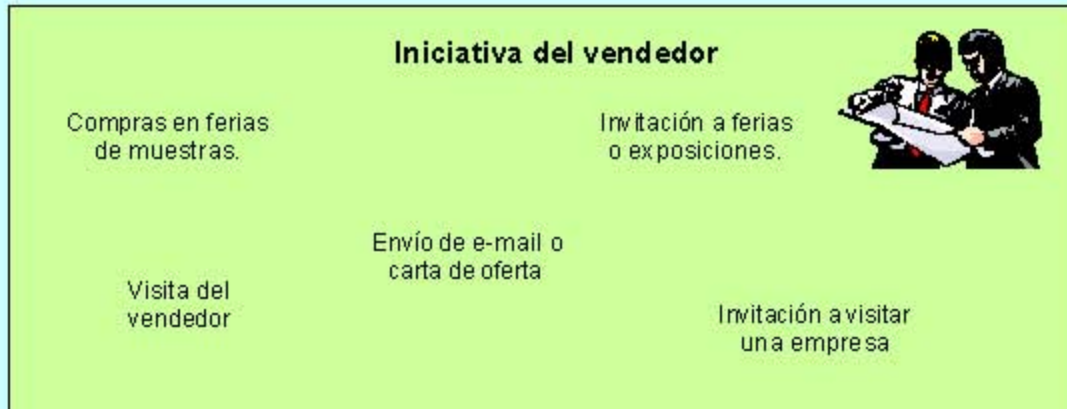 Iniciativa del vendedor
Compras en ferias
de muestras.
Invitación a ferias
o exposiciones.
Envío de e-mail o
carta de oferta
Visita del
vendedor
Invitación a visitar
una empresa